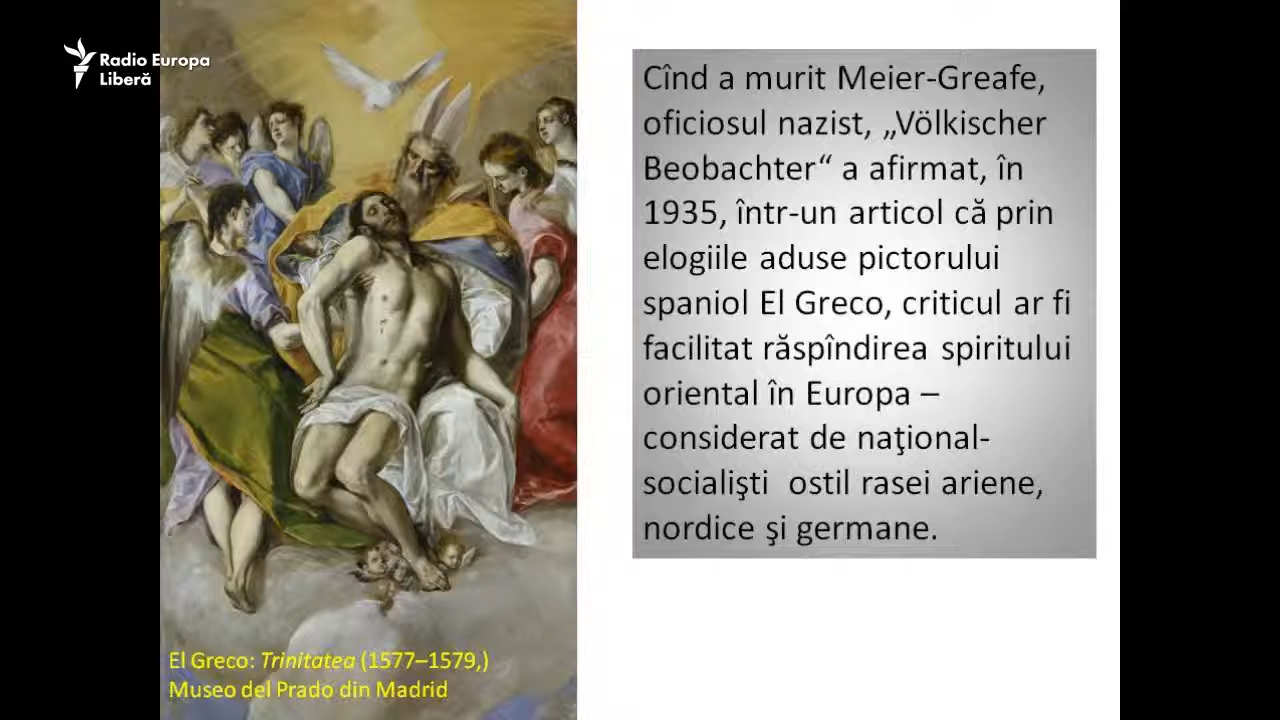 Radio Europa
Liberă
Cînd a murit Meier-Greafe,
oficiosul nazist, „Völkischer
Beobachter“ a afirmat, în
1935, într-un articol că prin
elogiile aduse pictorului
spaniol El Greco, criticul ar fi
facilitat răspîndirea spiritului
oriental în Europa –
considerat de naţional-
socialişti  ostil rasei ariene,
nordice şi germane.
El Greco: Trinitatea (1577–1579,)
Museo del Prado din Madrid